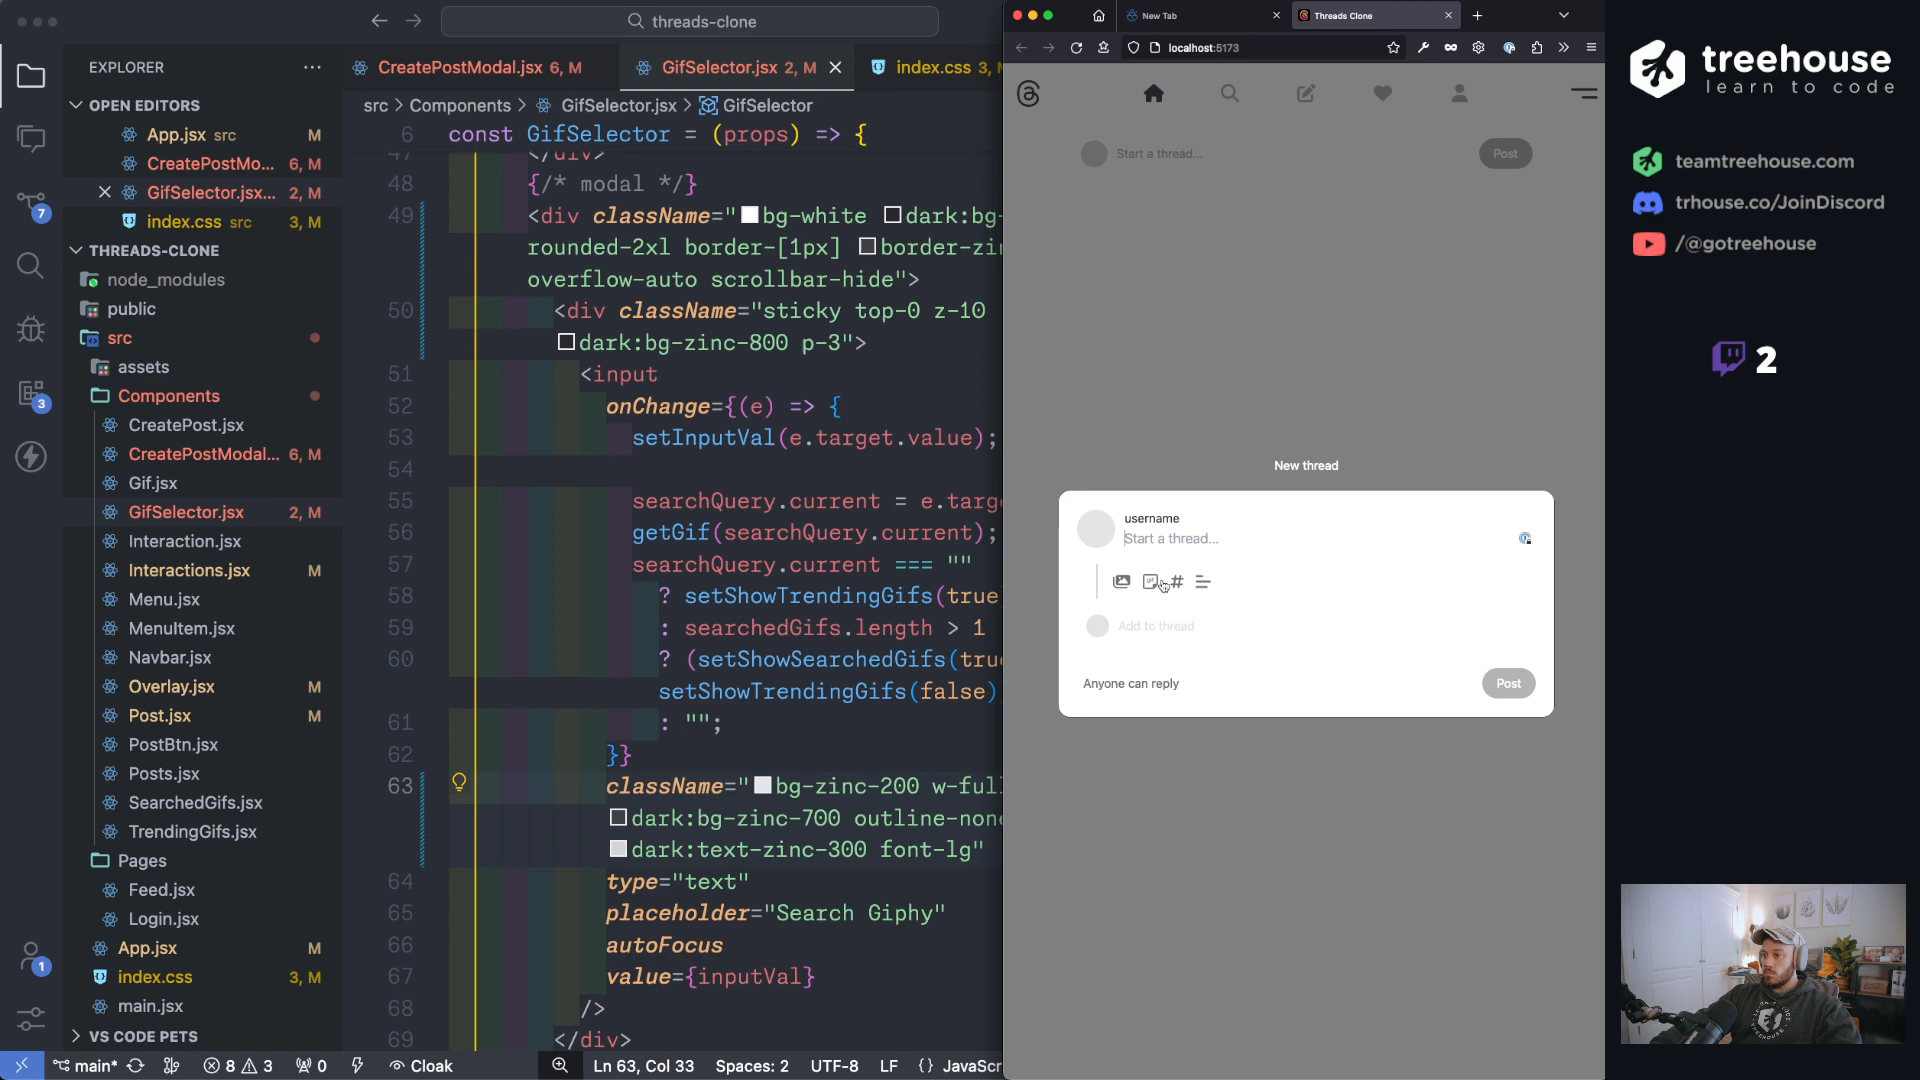 threads-clone
EXPLORER
OPEN EDITORS
App.jsx src M
CreatePostMo... 6, M
GifSelector.jsx... 2, M
index.css src 3, M
THREADS-CLONE
node_modules
public
src
assets
Components
CreatePost.jsx
CreatePostModal... 6, M
Gif.jsx
GifSelector.jsx 2, M
Interaction.jsx
Interactions.jsx M
Menu.jsx
MenuItem.jsx
Navbar.jsx
Overlay.jsx M
Post.jsx M
PostBtn.jsx
Posts.jsx
SearchedGifs.jsx
TrendingGifs.jsx
Pages
Feed.jsx
Login.jsx
App.jsx M
index.css 3, M
main.jsx
VS CODE PETS
7
3
1
CreatePostModal.jsx 6, M
GifSelector.jsx 2, M
index.css 3,
src > Components > GifSelector.jsx > GifSelector
6 const GifSelector = (props) => {
47 </div>
48 {/* modal */}
49 <div className="bg-white dark:bg-
rounded-2xl border-[1px] border-zi
overflow-auto scrollbar-hide">
50 <div className="sticky top-0 z-10
dark:bg-zinc-800 p-3">
51 <input
52 onChange={(e) => {
53 setInputVal(e.target.value);
54
55 searchQuery.current = e.targ
56 getGif(searchQuery.current);
57 searchQuery.current === ""
58 ? setShowTrendingGifs(true
59 : searchedGifs.length > 1
60 ? (setShowSearchedGifs(tru
setShowTrendingGifs(false)
61 : "";
62 }}
63 className="bg-zinc-200 w-ful
dark:bg-zinc-700 outline-non
dark:text-zinc-300 font-lg"
64 type="text"
65 placeholder="Search Giphy"
66 autoFocus
67 value={inputVal}
68 />
69 </div>
main* 8 3 0 Cloak Ln 63, Col 33 Spaces: 2 UTF-8 LF {} JavaScr
New Tab
Threads Clone
localhost:5173
Start a thread...
Post
New thread
username
Start a thread...
Add to thread
Anyone can reply
Post
treehouse
learn to code
teamtreehouse.com
trhouse.co/JoinDiscord
/@gotreehouse
2